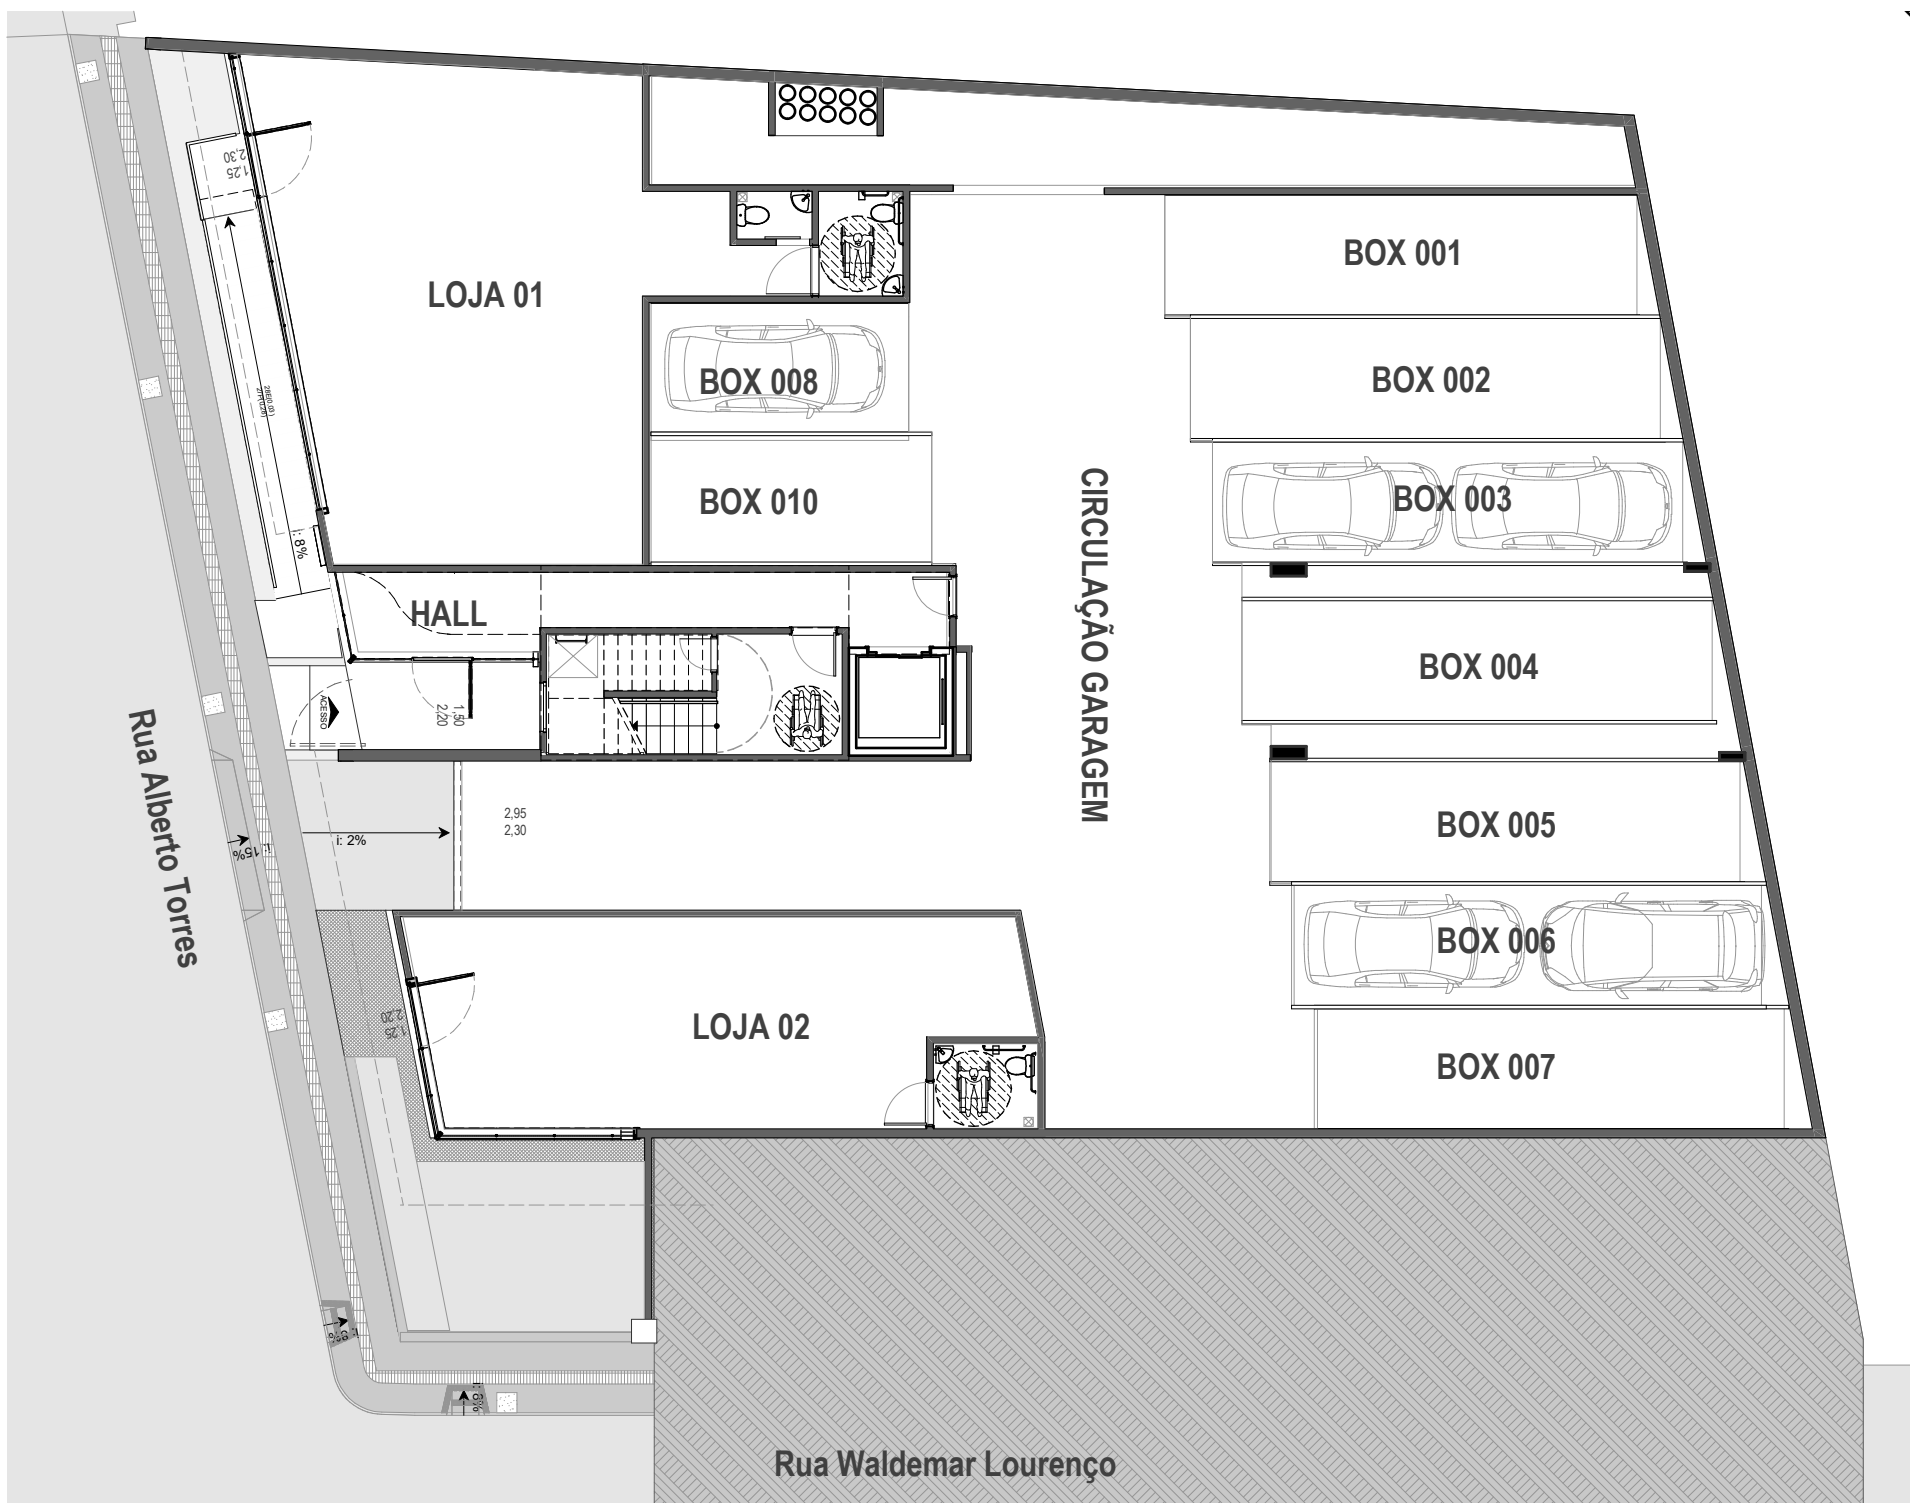 2,30
1,25
BOX 001
LOJA 01
BOX 002
BOX 008
BOX 003
BOX 010
i: 8%
CIRCULAÇÃO GARAGEM
HALL
BOX 004
ACESSO
1,50
2,20
Rua Alberto Torres
2,95
2,30
i: 2%
i: 15%
BOX 005
BOX 006
2,20
1,25
LOJA 02
BOX 007
i: 8%
i: 8%
Rua Waldemar Lourenço